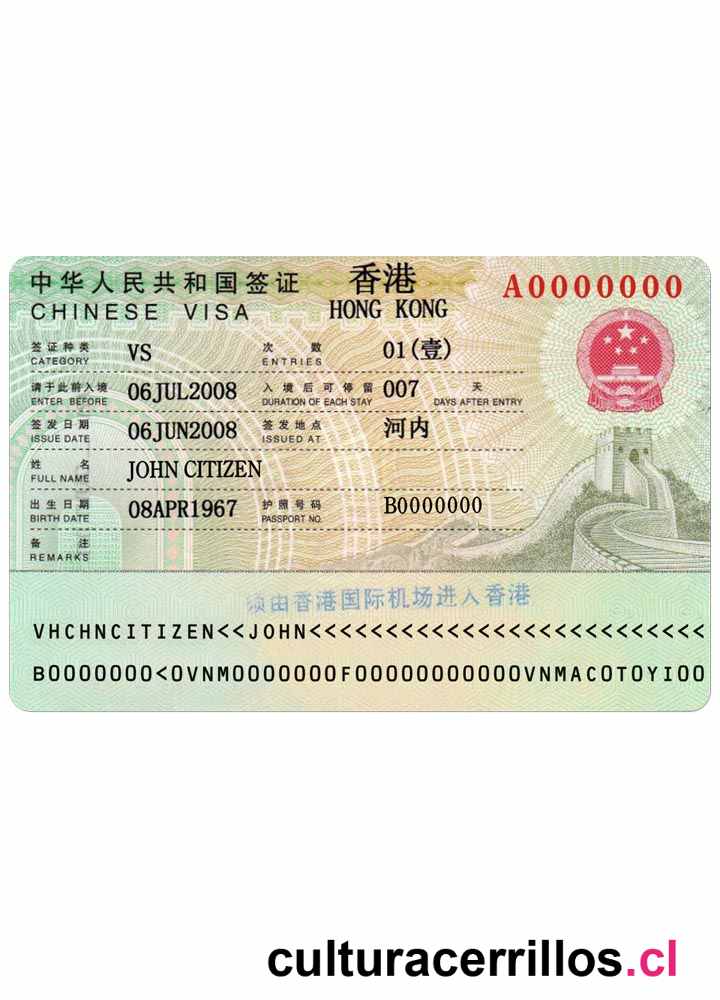 中华人民共和国签证 香港 A0000000
CHINESE VISA HONG KONG
签证种类 VS 次数 01(壹)
CATEGORY ENTRIES
请于此前入境 06JUL2008 入境后可停留 007 天
ENTER BEFORE DURATION OF EACH STAY DAYS AFTER ENTRY
签发日期 06JUN2008 签发地点 河内
ISSUE DATE ISSUED AT
姓名 JOHN CITIZEN
FULL NAME
出生日期 08APR1967 护照号码 B0000000
BIRTH DATE PASSPORT NO.
备注
REMARKS
须由香港国际机场进入香港
VHCHNCITIZEN<<JOHN<<<<<<<<<<<<<<<<<<<<<<<<<<
B0000000<0VNM0000000F00000000000VNMAC0T0YI00
culturacerrillos.cl